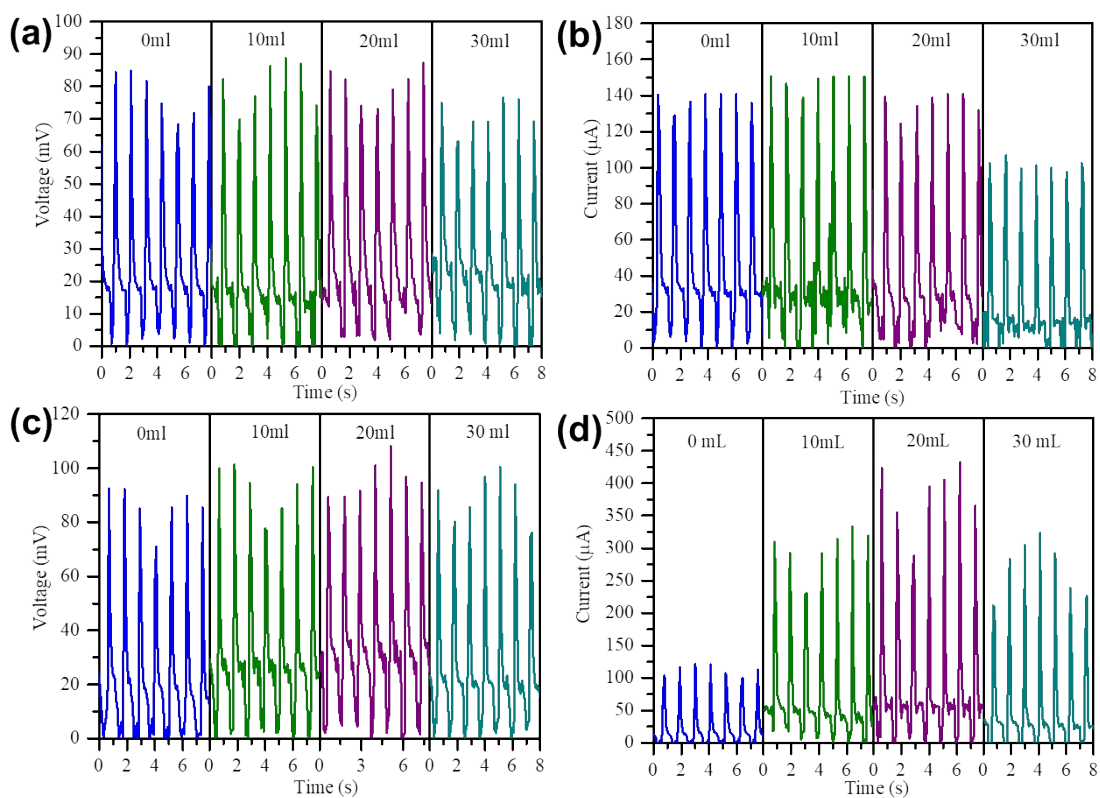 (a)
0ml 10ml 20ml 30ml
Voltage (mV)
100
90
80
70
60
50
40
30
20
10
0
0 2 4 6 0 2 4 6 0 2 4 6 0 2 4 6 8
Time (s)
(b)
0ml 10ml 20ml 30ml
Current (μA)
180
160
140
120
100
80
60
40
20
0
0 2 4 6 0 2 4 6 0 2 4 6 0 2 4 6 8
Time (s)
(c)
0ml 10ml 20ml 30 ml
Voltage (mV)
120
100
80
60
40
20
0
0 2 4 6 0 2 4 6 0 3 6 0 2 4 6 8
Time (s)
(d)
0 mL 10mL 20mL 30 mL
Current (μA)
500
450
400
350
300
250
200
150
100
50
0
0 2 4 6 0 2 4 6 0 2 4 6 0 2 4 6 8
Time (s)